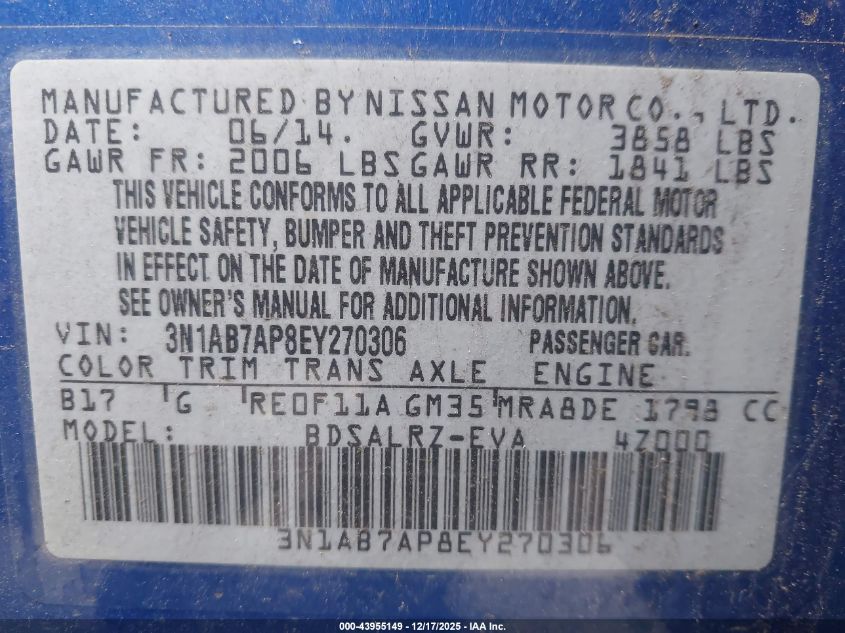 MANUFACTURED BY NISSAN MOTOR CO., LTD.
DATE: 06/14. GVWR: 3858 LBS
GAWR FR: 2006 LBS GAWR RR: 1841 LBS
THIS VEHICLE CONFORMS TO ALL APPLICABLE FEDERAL MOTOR
VEHICLE SAFETY, BUMPER AND THEFT PREVENTION STANDARDS
IN EFFECT ON THE DATE OF MANUFACTURE SHOWN ABOVE.
SEE OWNER'S MANUAL FOR ADDITIONAL INFORMATION.
VIN: 3N1AB7AP8EY270306 PASSENGER CAR.
COLOR TRIM TRANS AXLE ENGINE
B17 G RE0F11A GM35 MRA8DE 1798 CC
MODEL: BDSALRZ-EVA 4Z000
3N1AB7AP8EY270306
000-43955149 - 12/17/2025 - IAA Corp.